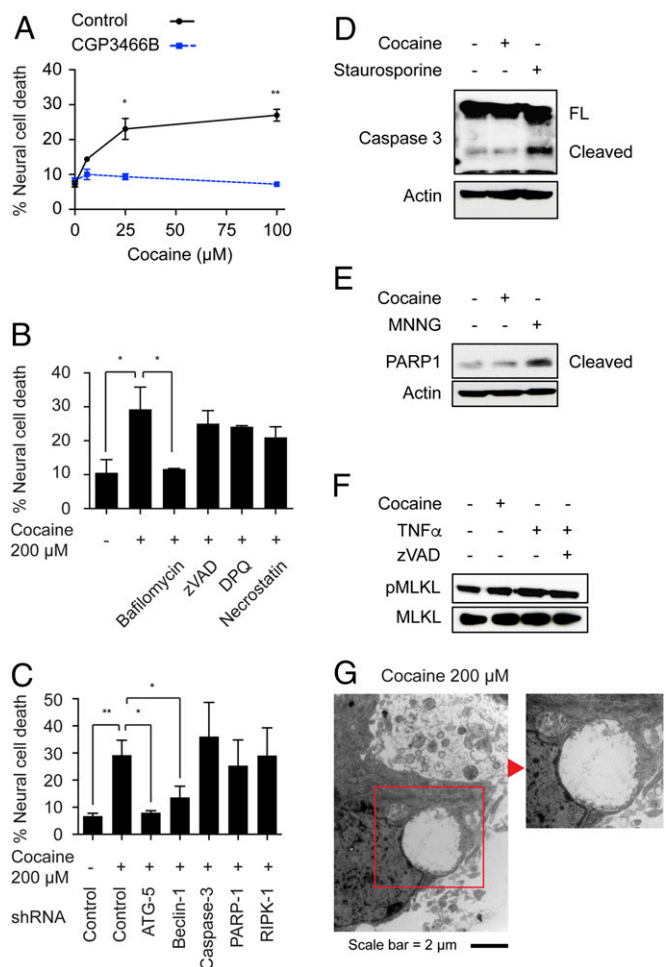 A
Control
CGP3466B
% Neural cell death
50
40
30
20
10
0
*
**
0 25 50 75 100
Cocaine (µM)
B
% Neural cell death
40
30
20
10
0
* *
Cocaine 200 µM - + + + + +
Bafilomycin
zVAD
DPQ
Necrostatin
C
% Neural cell death
50
40
30
20
10
0
** * *
Cocaine 200 µM - + + + + + +
shRNA
Control
Control
ATG-5
Beclin-1
Caspase-3
PARP-1
RIPK-1
D
Cocaine - + -
Staurosporine - - +
Caspase 3
FL
Cleaved
Actin
E
Cocaine - + -
MNNG - - +
PARP1 Cleaved
Actin
F
Cocaine - + - -
TNFα - - + +
zVAD - - - +
pMLKL
MLKL
G
Cocaine 200 µM
Scale bar = 2 µm